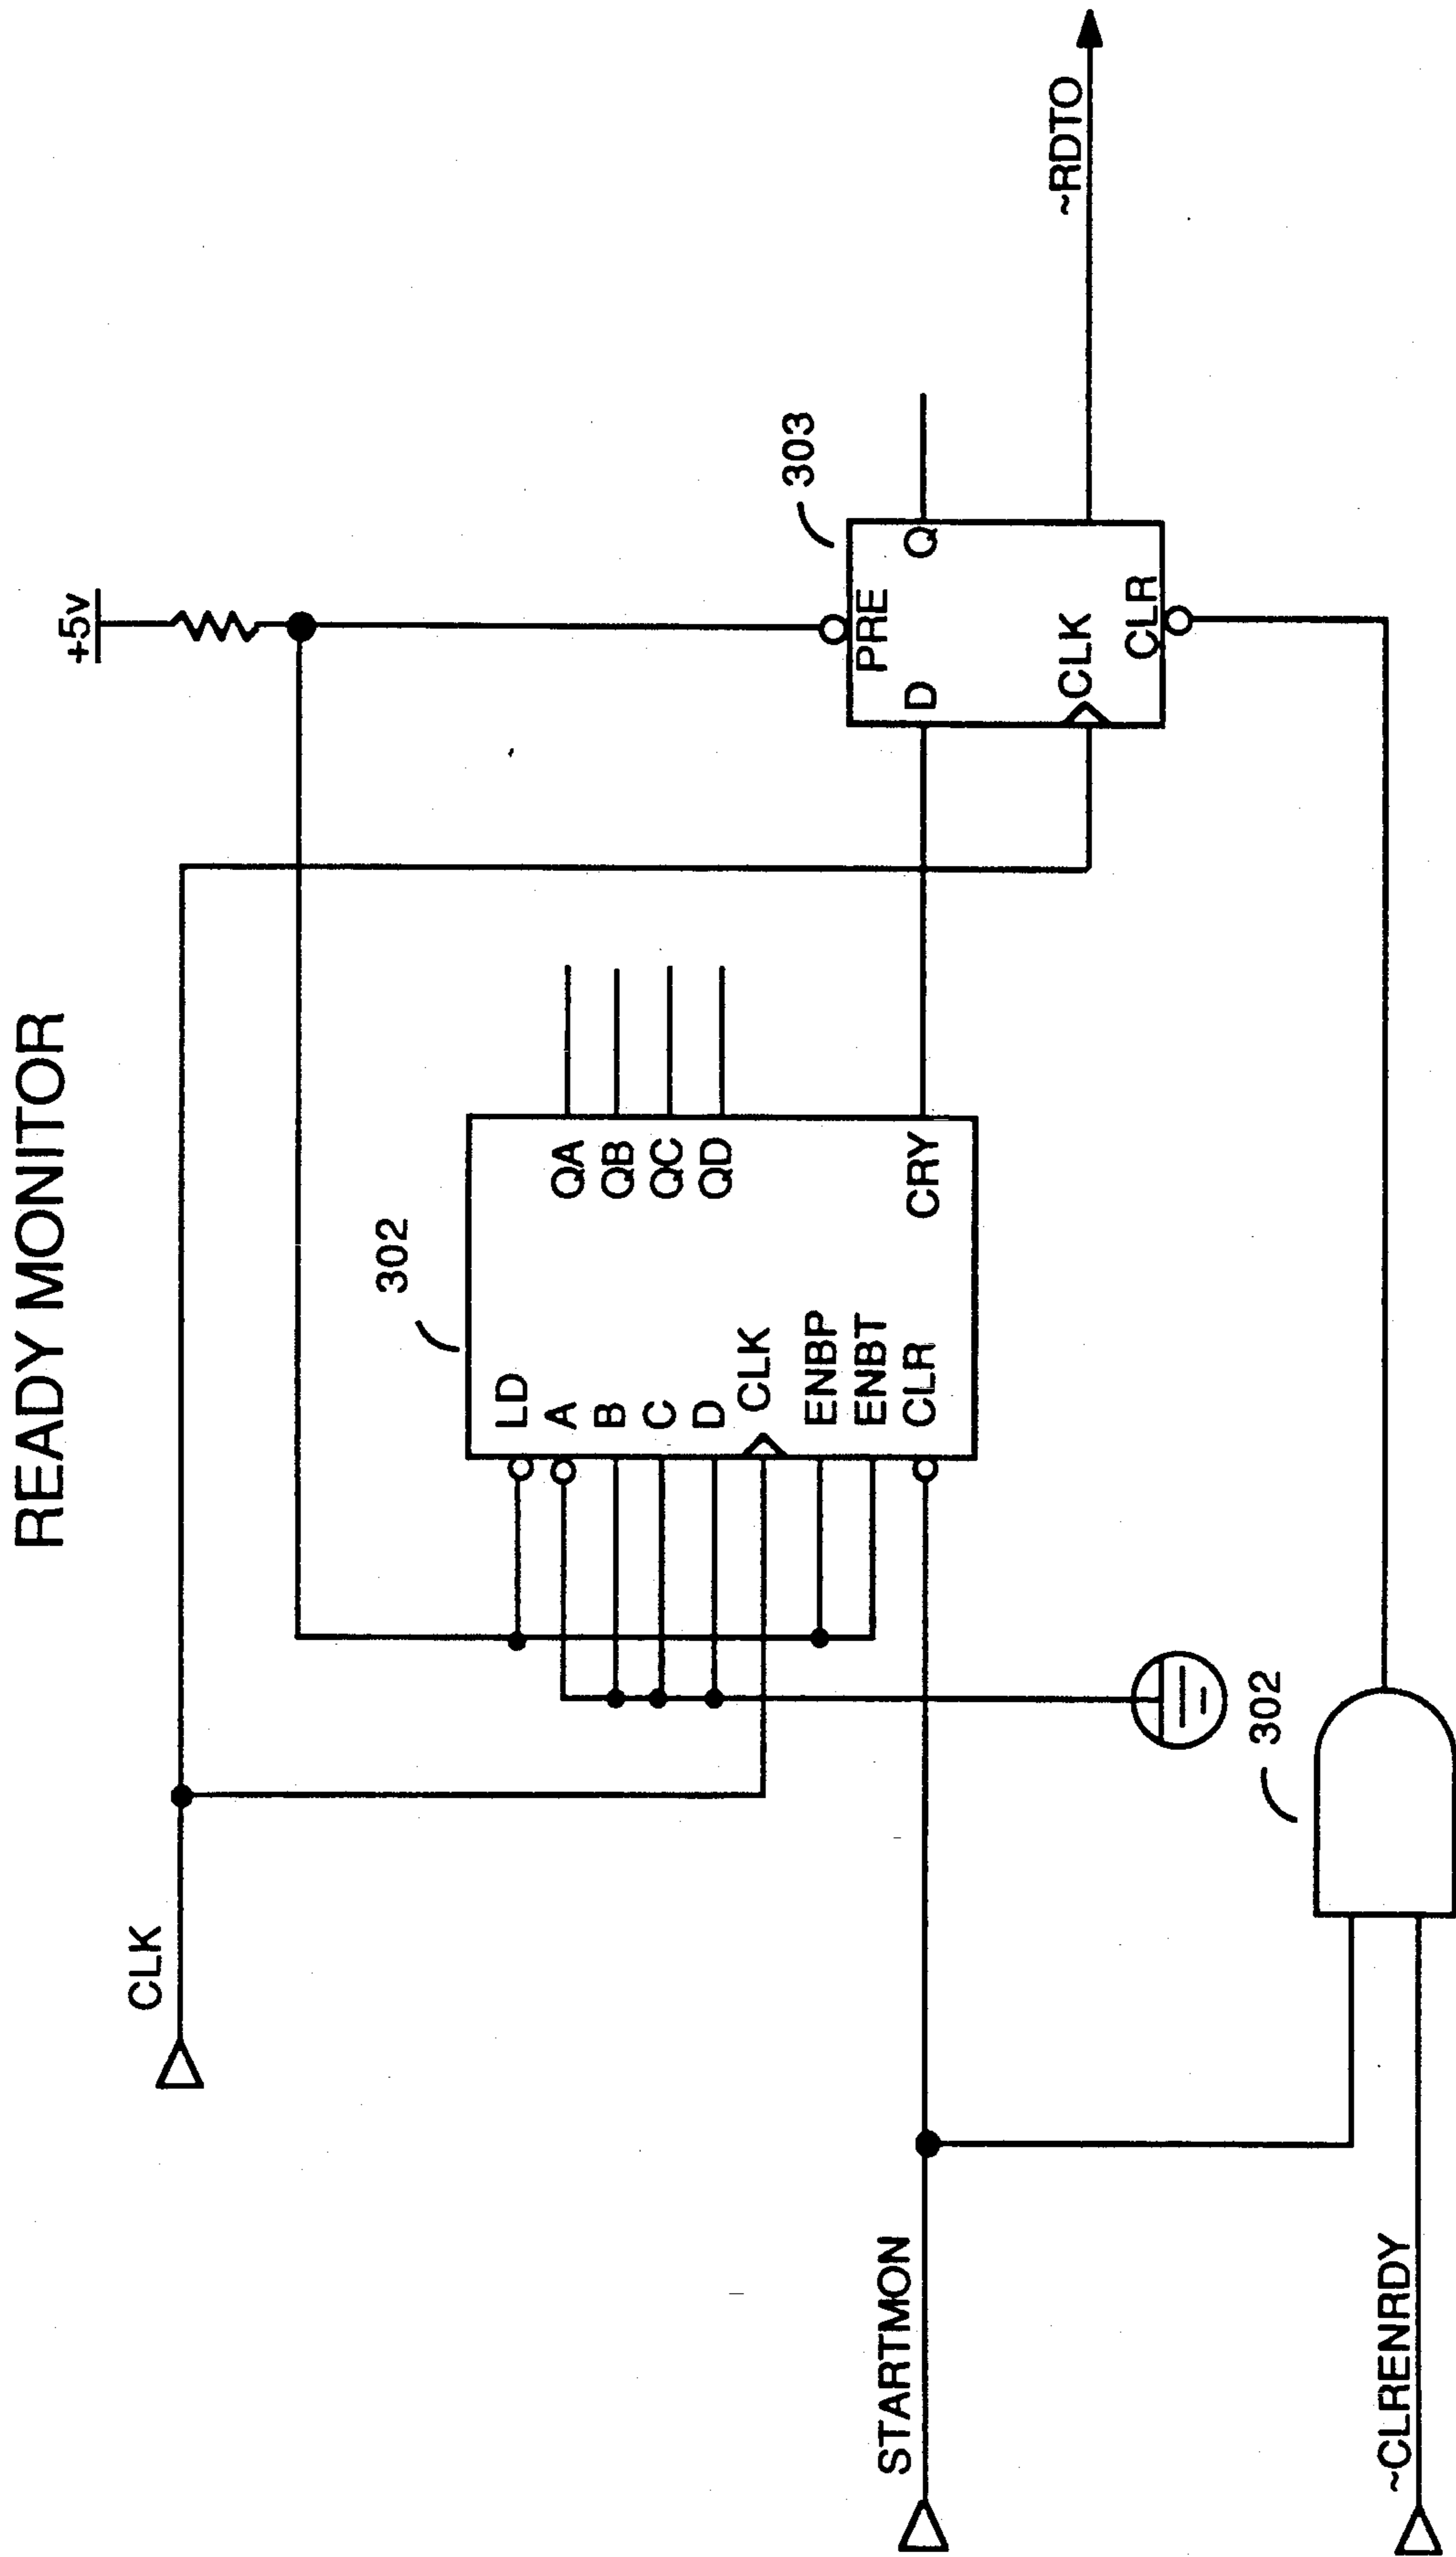 READY MONITOR
+5v
CLK
302
LD
A
B
C
D
CLK
ENBP
ENBT
CLR
QA
QB
QC
QD
CRY
303
PRE
D
Q
CLK
CLR
~RDTO
STARTMON
302
~CLRENRDY